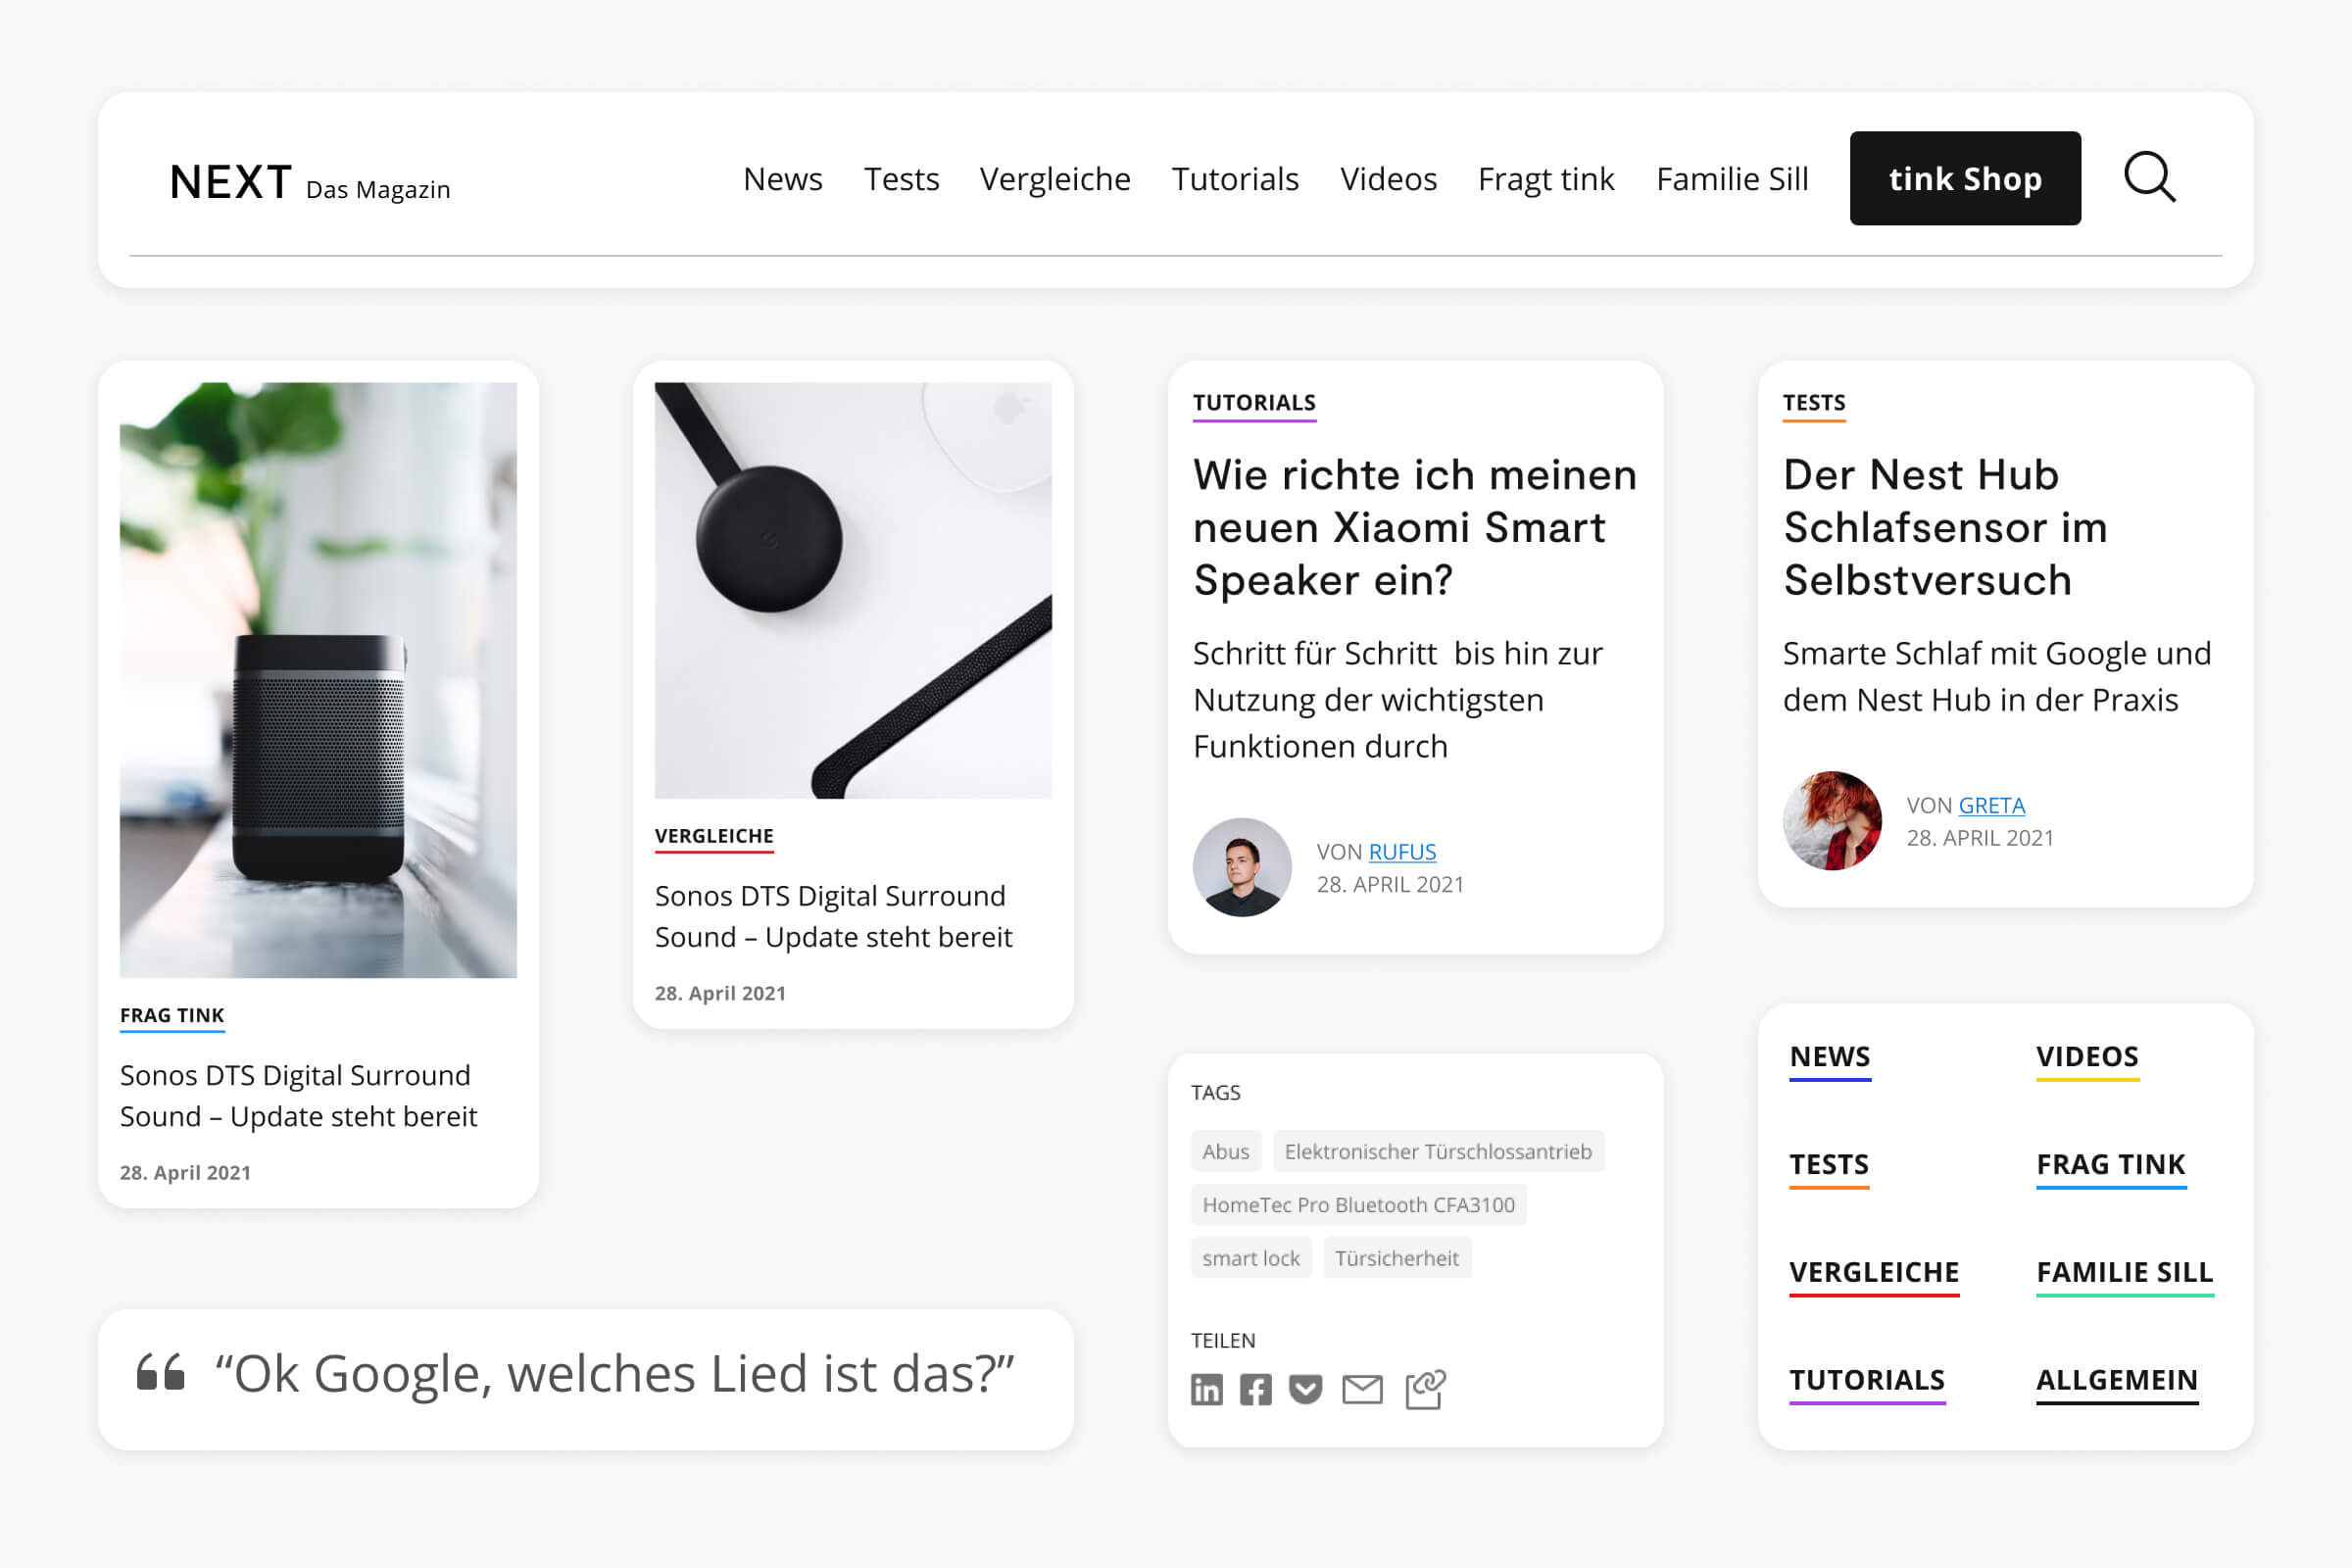 NEXT Das Magazin
News Tests Vergleiche Tutorials Videos Fragt tink Familie Sill tink Shop
FRAG TINK
Sonos DTS Digital Surround
Sound – Update steht bereit
28. April 2021
VERGLEICHE
Sonos DTS Digital Surround
Sound – Update steht bereit
28. April 2021
TUTORIALS
Wie richte ich meinen
neuen Xiaomi Smart
Speaker ein?
Schritt für Schritt  bis hin zur
Nutzung der wichtigsten
Funktionen durch
VON RUFUS
28. APRIL 2021
TESTS
Der Nest Hub
Schlafsensor im
Selbstversuch
Smarte Schlaf mit Google und
dem Nest Hub in der Praxis
VON GRETA
28. APRIL 2021
“Ok Google, welches Lied ist das?”
TAGS
Abus Elektronischer Türschlossantrieb
HomeTec Pro Bluetooth CFA3100
smart lock Türsicherheit
TEILEN
NEWS VIDEOS
TESTS FRAG TINK
VERGLEICHE FAMILIE SILL
TUTORIALS ALLGEMEIN